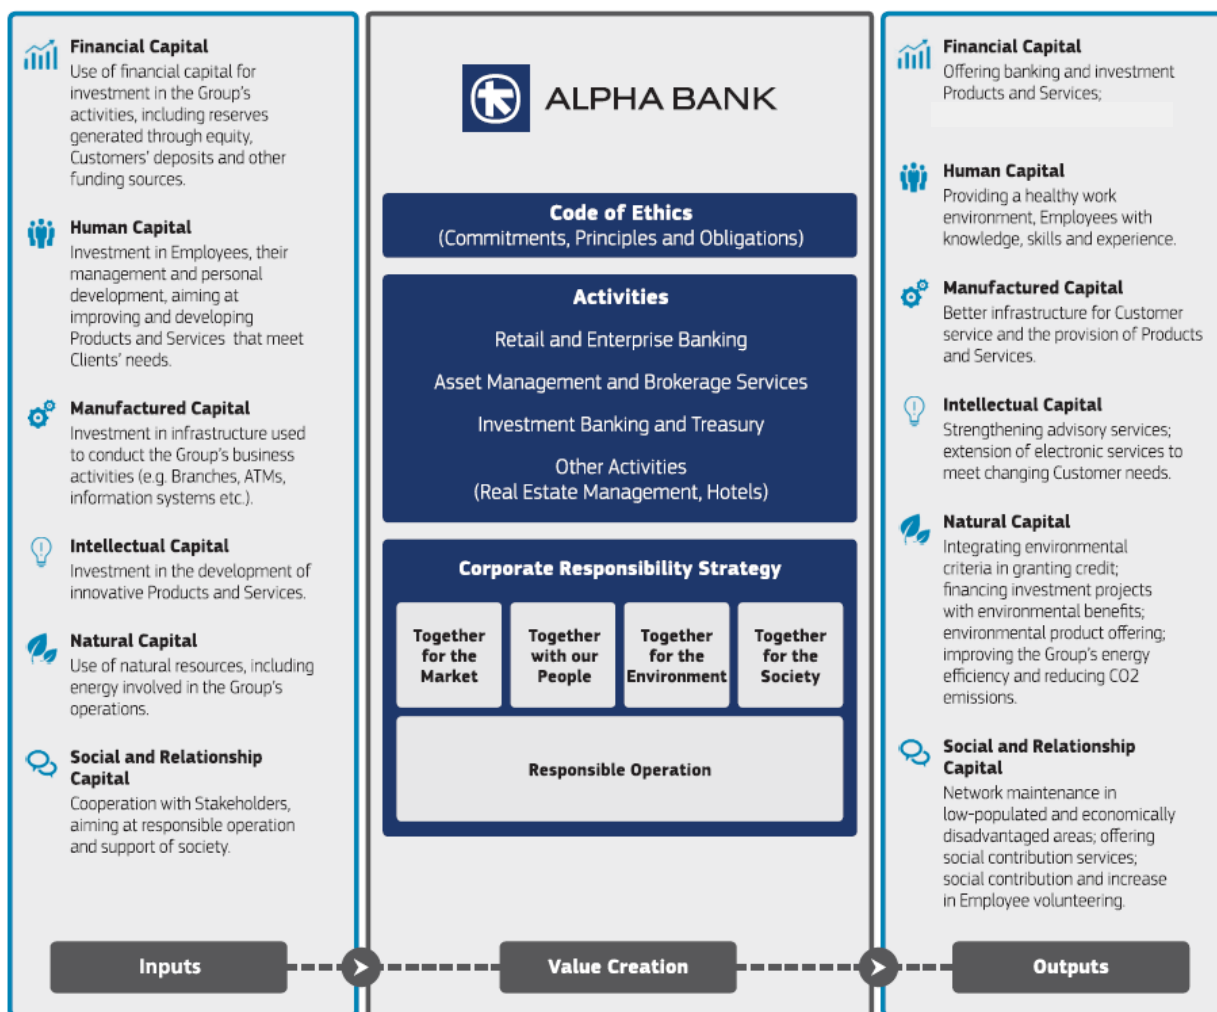 Financial Capital
Use of financial capital for
investment in the Group's
activities, including reserves
generated through equity,
Customers' deposits and other
funding sources.
Human Capital
Investment in Employees, their
management and personal
development, aiming at
improving and developing
Products and Services that meet
Clients' needs.
Manufactured Capital
Investment in infrastructure used
to conduct the Group's business
activities (e.g. Branches, ATMs,
information systems etc.).
Intellectual Capital
Investment in the development of
innovative Products and Services.
Natural Capital
Use of natural resources, including
energy involved in the Group's
operations.
Social and Relationship
Capital
Cooperation with Stakeholders,
aiming at responsible operation
and support of society.
Inputs
ALPHA BANK
Code of Ethics
(Commitments, Principles and Obligations)
Activities
Retail and Enterprise Banking
Asset Management and Brokerage Services
Investment Banking and Treasury
Other Activities
(Real Estate Management, Hotels)
Corporate Responsibility Strategy
Together
for the
Market
Together
with our
People
Together
for the
Environment
Together
for the
Society
Responsible Operation
Value Creation
Financial Capital
Offering banking and investment
Products and Services;
Human Capital
Providing a healthy work
environment, Employees with
knowledge, skills and experience.
Manufactured Capital
Better infrastructure for Customer
service and the provision of Products
and Services.
Intellectual Capital
Strengthening advisory services;
extension of electronic services to
meet changing Customer needs.
Natural Capital
Integrating environmental
criteria in granting credit;
financing investment projects
with environmental benefits;
environmental product offering;
improving the Group's energy
efficiency and reducing CO2
emissions.
Social and Relationship
Capital
Network maintenance in
low-populated and economically
disadvantaged areas; offering
social contribution services;
social contribution and increase
in Employee volunteering.
Outputs